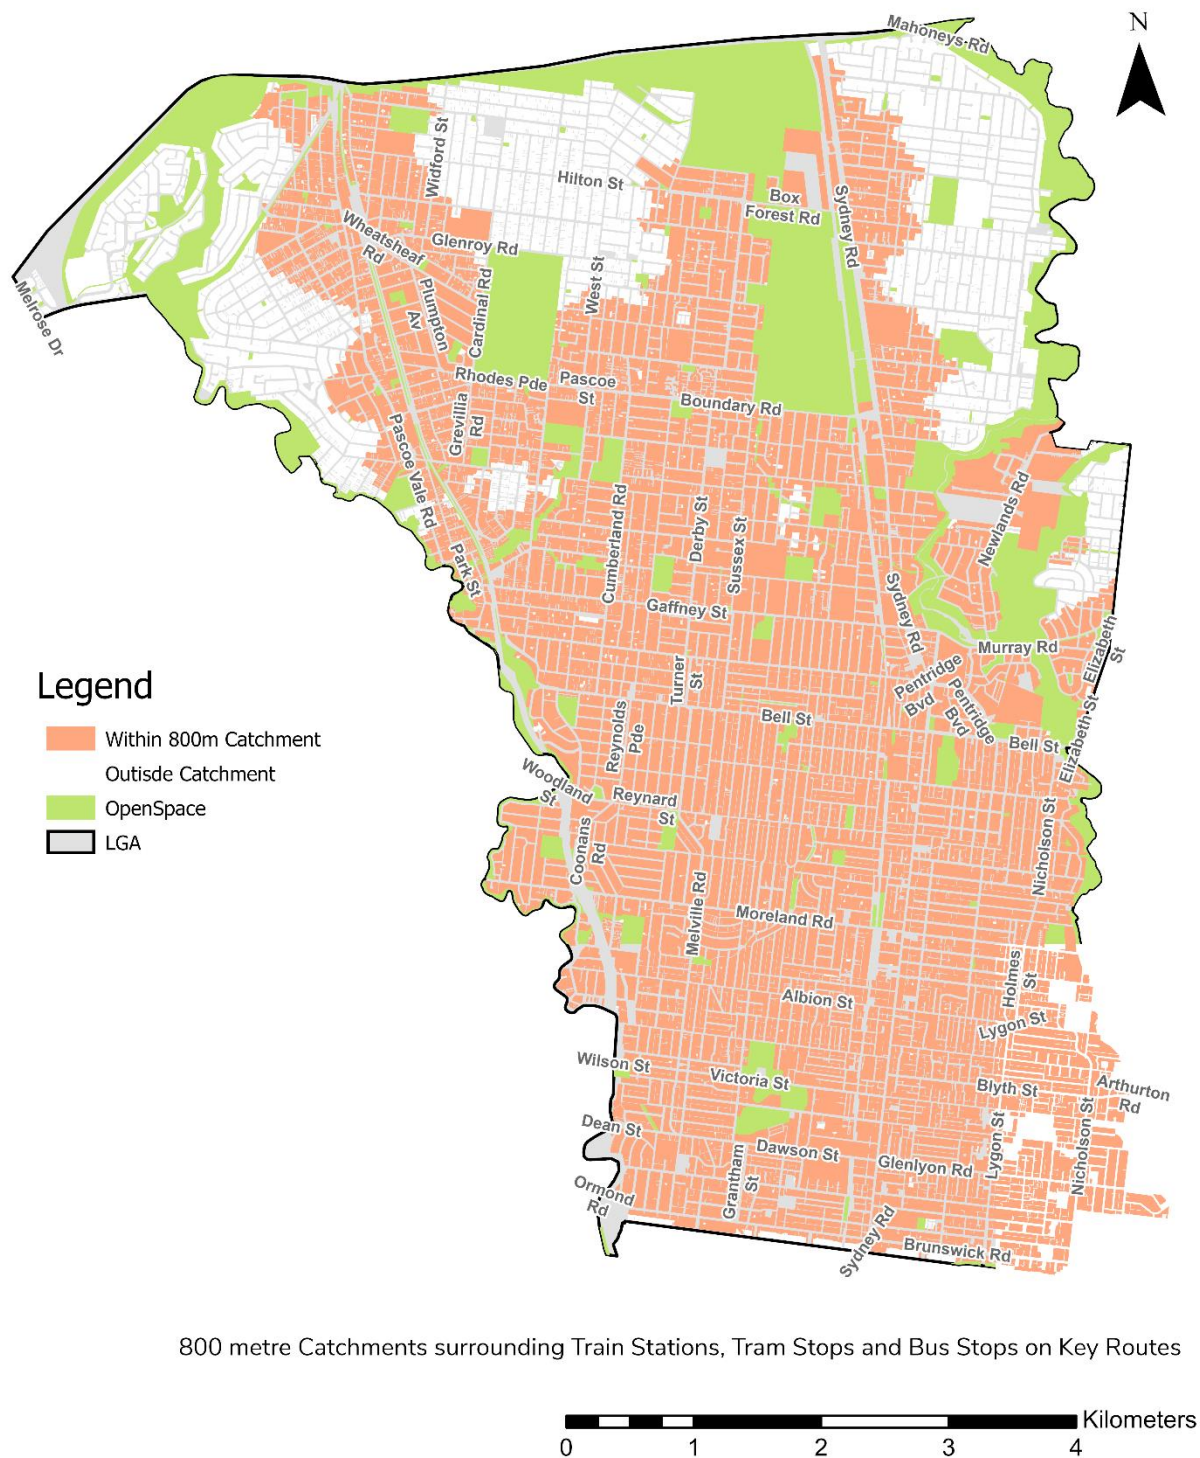 Mahoneys Rd
N
Widford St
Hilton St
Box
Forest Rd
Sydney Rd
Wheatsheaf
Rd
Glenroy Rd
West St
Melrose Dr
Plumpton
Av
Cardinal Rd
Rhodes Pde
Pascoe
St
Boundary Rd
Grevillia
Rd
Pascoe Vale Rd
Cumberland Rd
Derby St
Sussex St
Newlands Rd
Park St
Gaffney St
Sydney Rd
Murray Rd
Elizabeth
St
Turner
St
Pentridge
Bvd
Pentridge
Bvd
Reynolds
Pde
Bell St
Bell St
Elizabeth St
Legend
Within 800m Catchment
Outisde Catchment
OpenSpace
LGA
Woodland
St
Reynard
St
Coonans
Rd
Nicholson St
Melville Rd
Moreland Rd
Holmes
St
Albion St
Lygon St
Wilson St
Victoria St
Blyth St
Arthurton
Rd
Dean St
Dawson St
Glenlyon Rd
Lygon St
Nicholson St
Grantham
St
Ormond
Rd
Sydney Rd
Brunswick Rd
800 metre Catchments surrounding Train Stations, Tram Stops and Bus Stops on Key Routes
Kilometers
0 1 2 3 4